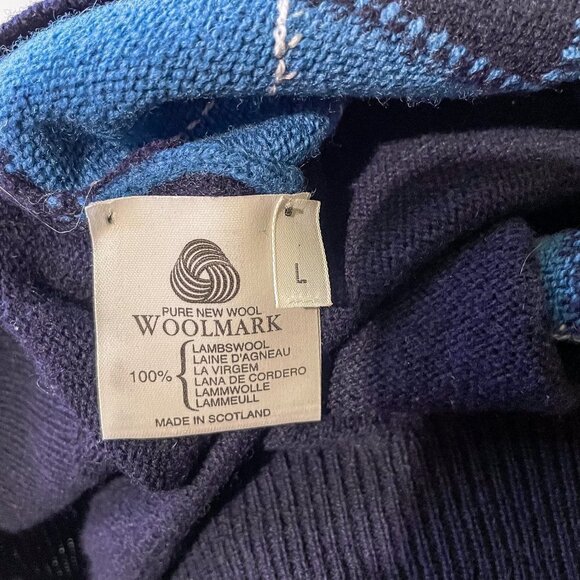 PURE NEW WOOL
WOOLMARK
100%
LAMBSWOOL
LAINE D'AGNEAU
LA VIRGEM
LANA DE CORDERO
LAMMWOLLE
LAMMEULL
MADE IN SCOTLAND
L